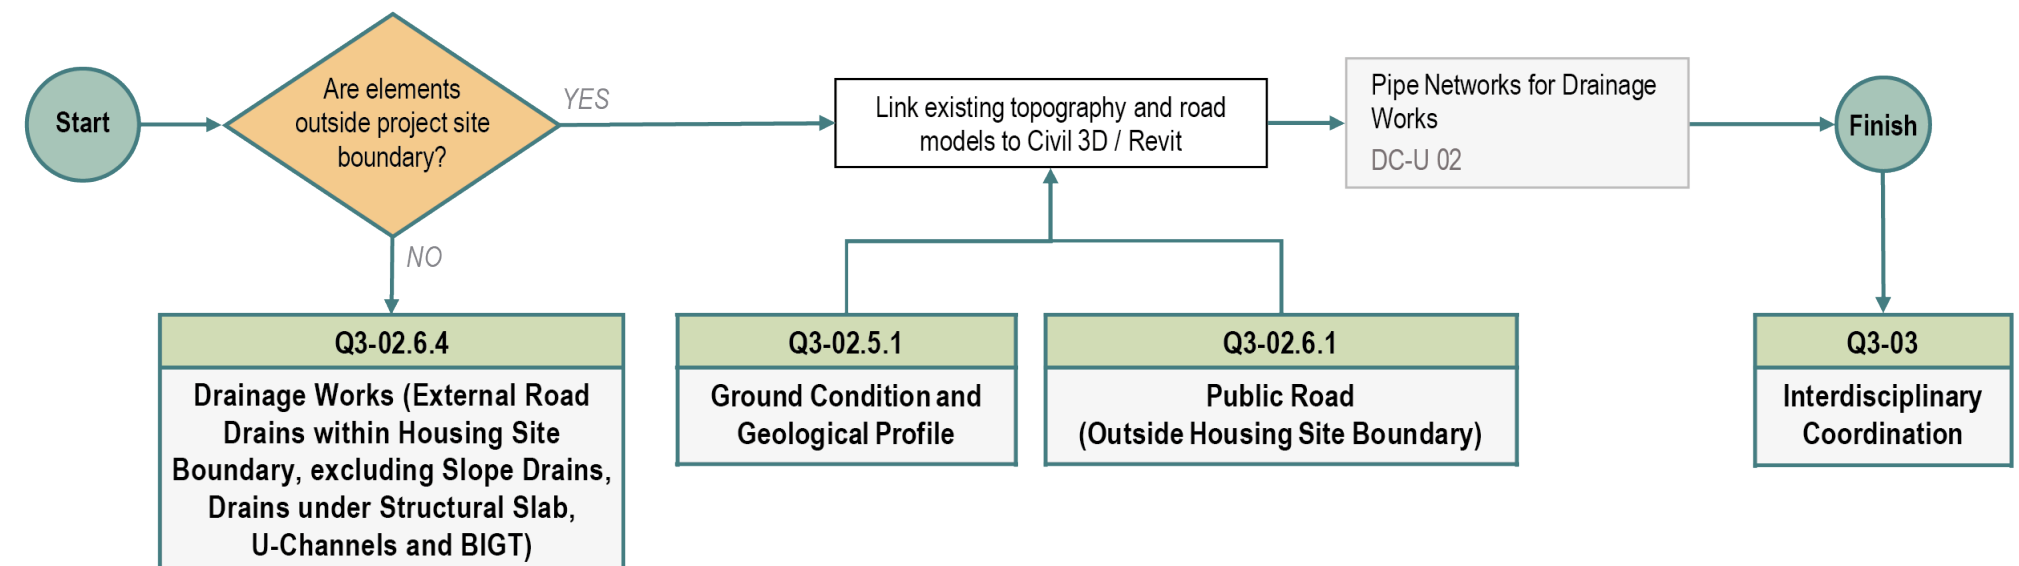 Start
Are elements
outside project site
boundary?
YES
NO
Link existing topography and road
models to Civil 3D / Revit
Pipe Networks for Drainage
Works
DC-U 02
Finish
Q3-02.6.4
Drainage Works (External Road
Drains within Housing Site
Boundary, excluding Slope Drains,
Drains under Structural Slab,
U-Channels and BIGT)
Q3-02.5.1
Ground Condition and
Geological Profile
Q3-02.6.1
Public Road
(Outside Housing Site Boundary)
Q3-03
Interdisciplinary
Coordination